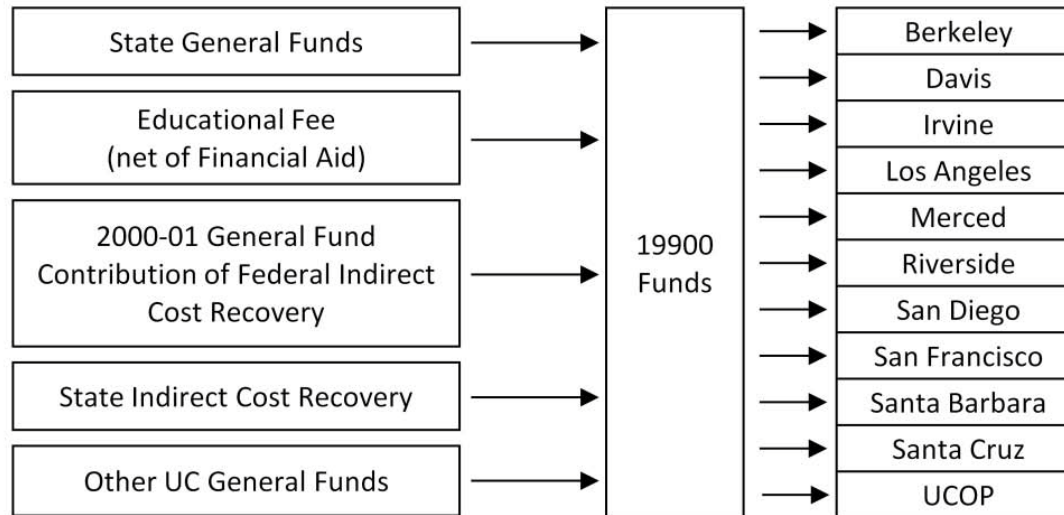 State General Funds
Educational Fee
(net of Financial Aid)
2000-01 General Fund
Contribution of Federal Indirect
Cost Recovery
State Indirect Cost Recovery
Other UC General Funds
19900
Funds
Berkeley
Davis
Irvine
Los Angeles
Merced
Riverside
San Diego
San Francisco
Santa Barbara
Santa Cruz
UCOP